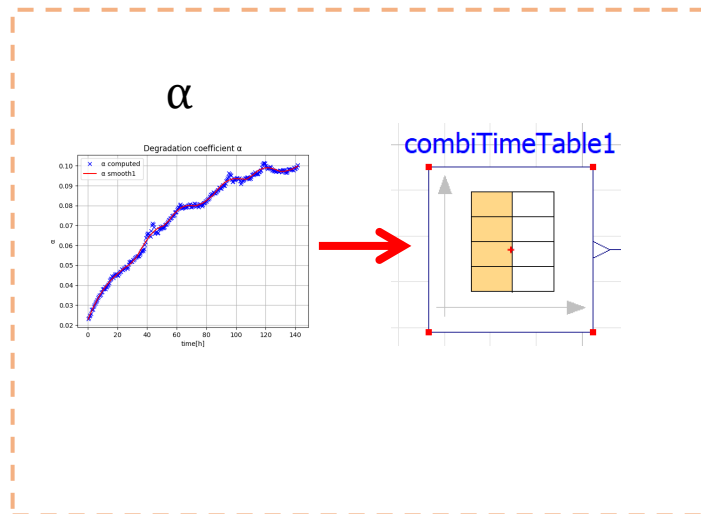 α
combiTimeTable1
Degradation coefficient α
α computed
α smooth1
0.10
0.09
0.08
0.07
0.06
0.05
0.04
0.03
0.02
α
0 20 40 60 80 100 120 140
time[h]